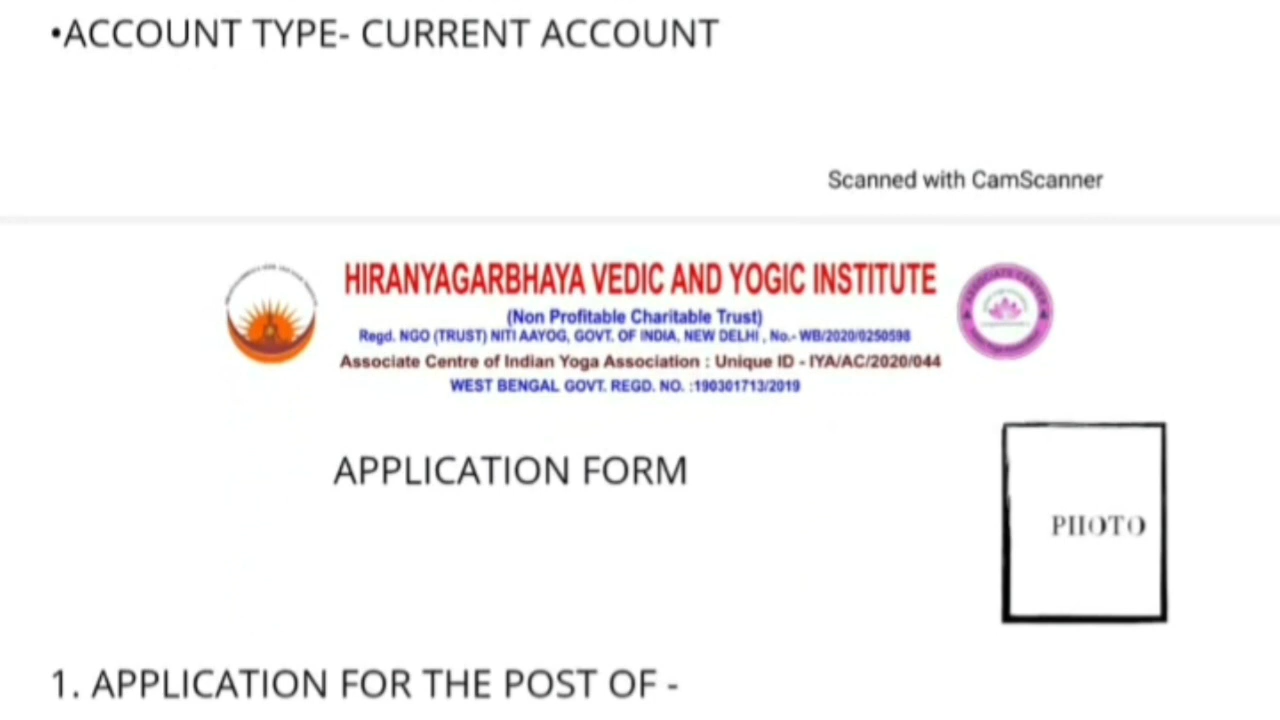 •ACCOUNT TYPE- CURRENT ACCOUNT
Scanned with CamScanner
HIRANYAGARBHAYA VEDIC AND YOGIC INSTITUTE
(Non Profitable Charitable Trust)
Regd. NGO (TRUST) NITI AAYOG, GOVT. OF INDIA, NEW DELHI , No.- WB/2020/0250598
Associate Centre of Indian Yoga Association : Unique ID - IYA/AC/2020/044
WEST BENGAL GOVT. REGD. NO. :190301713/2019
APPLICATION FORM
PHOTO
1. APPLICATION FOR THE POST OF -